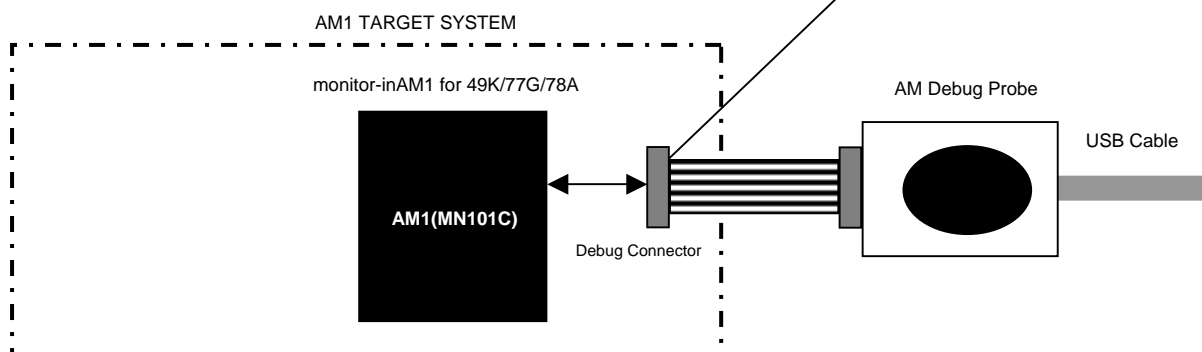 AM1 TARGET SYSTEM
monitor-inAM1 for 49K/77G/78A
AM Debug Probe
USB Cable
AM1(MN101C)
Debug Connector